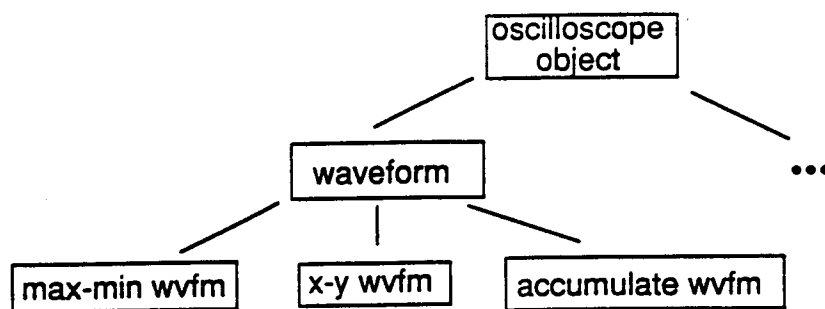 oscilloscope
object
waveform
•••
max-min wvfm
x-y wvfm
accumulate wvfm